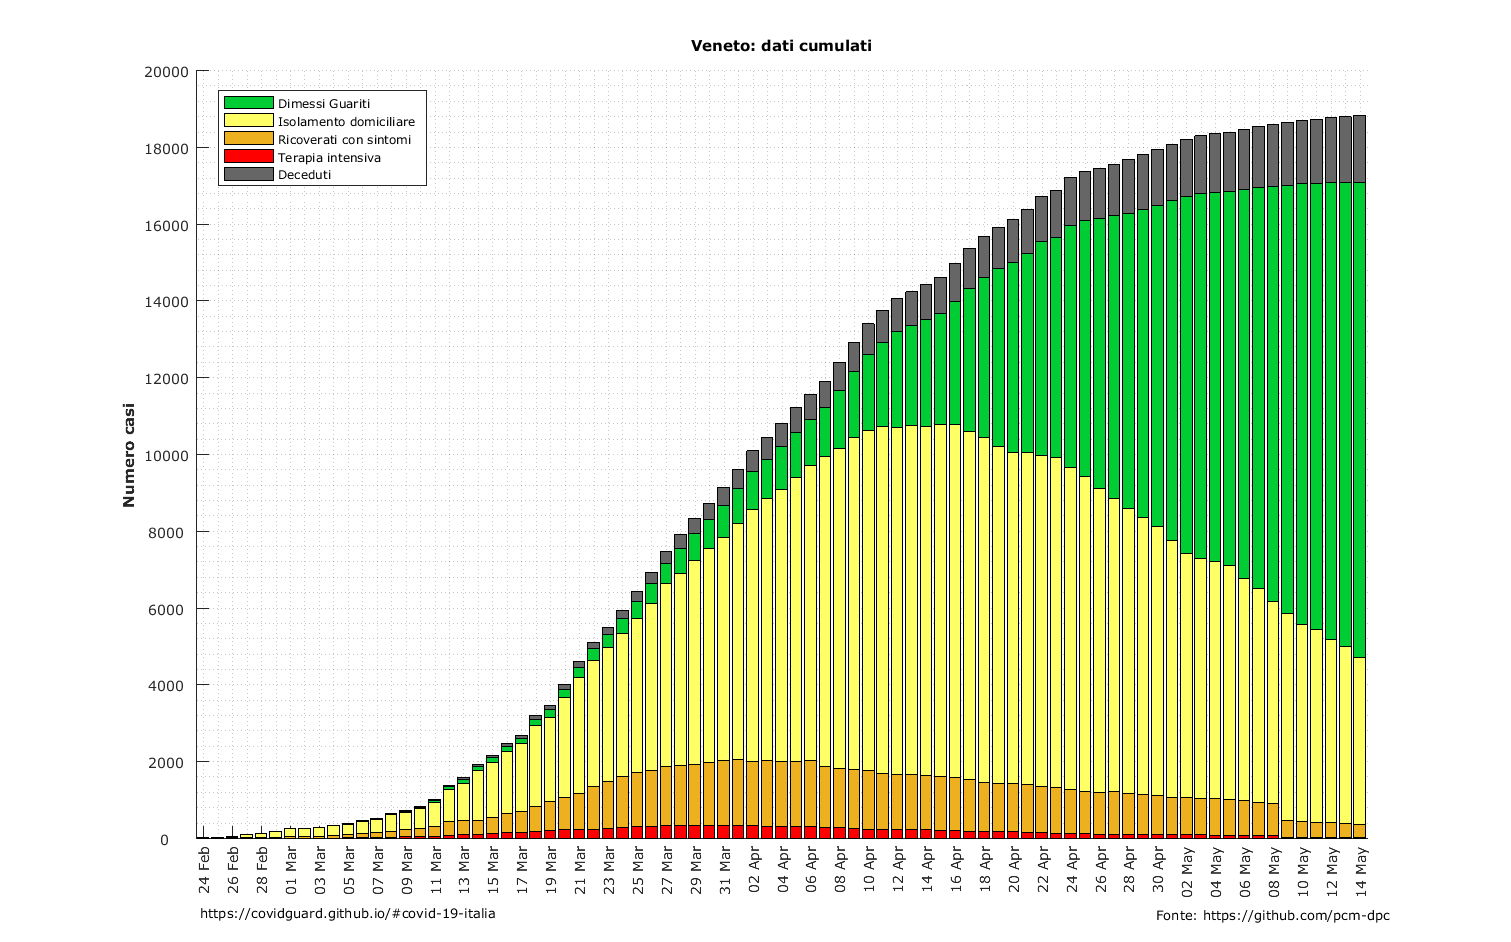 Veneto: dati cumulati
20000
18000
16000
14000
12000
10000
8000
6000
4000
2000
0
Numero casi
Dimessi Guariti
Isolamento domiciliare
Ricoverati con sintomi
Terapia intensiva
Deceduti
24 Feb
26 Feb
28 Feb
01 Mar
03 Mar
05 Mar
07 Mar
09 Mar
11 Mar
13 Mar
15 Mar
17 Mar
19 Mar
21 Mar
23 Mar
25 Mar
27 Mar
29 Mar
31 Mar
02 Apr
04 Apr
06 Apr
08 Apr
10 Apr
12 Apr
14 Apr
16 Apr
18 Apr
20 Apr
22 Apr
24 Apr
26 Apr
28 Apr
30 Apr
02 May
04 May
06 May
08 May
10 May
12 May
14 May
https://covidguard.github.io/#covid-19-italia
Fonte: https://github.com/pcm-dpc